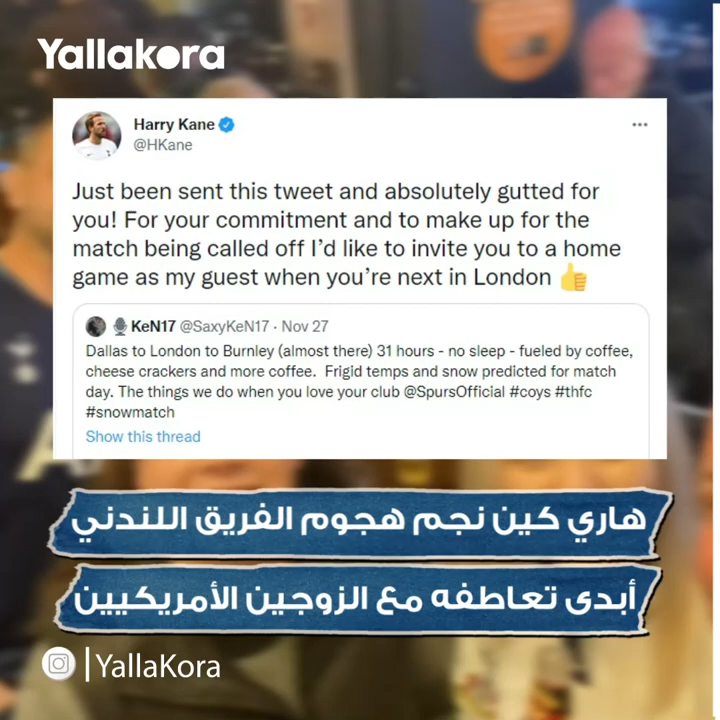 Yallakora
Harry Kane
@HKane
Just been sent this tweet and absolutely gutted for
you! For your commitment and to make up for the
match being called off I’d like to invite you to a home
game as my guest when you’re next in London 👍
🎙️KeN17 @SaxyKeN17 · Nov 27
Dallas to London to Burnley (almost there) 31 hours - no sleep - fueled by coffee,
cheese crackers and more coffee. Frigid temps and snow predicted for match
day. The things we do when you love your club @SpursOfficial #coys #thfc
#snowmatch
Show this thread
هاري كين نجم هجوم الفريق اللندني
أبدى تعاطفه مع الزوجين الأمريكيين
|YallaKora